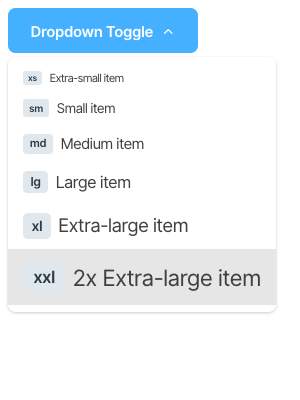 Dropdown Toggle
xs Extra-small item
sm Small item
md Medium item
lg Large item
xl Extra-large item
xxl 2x Extra-large item